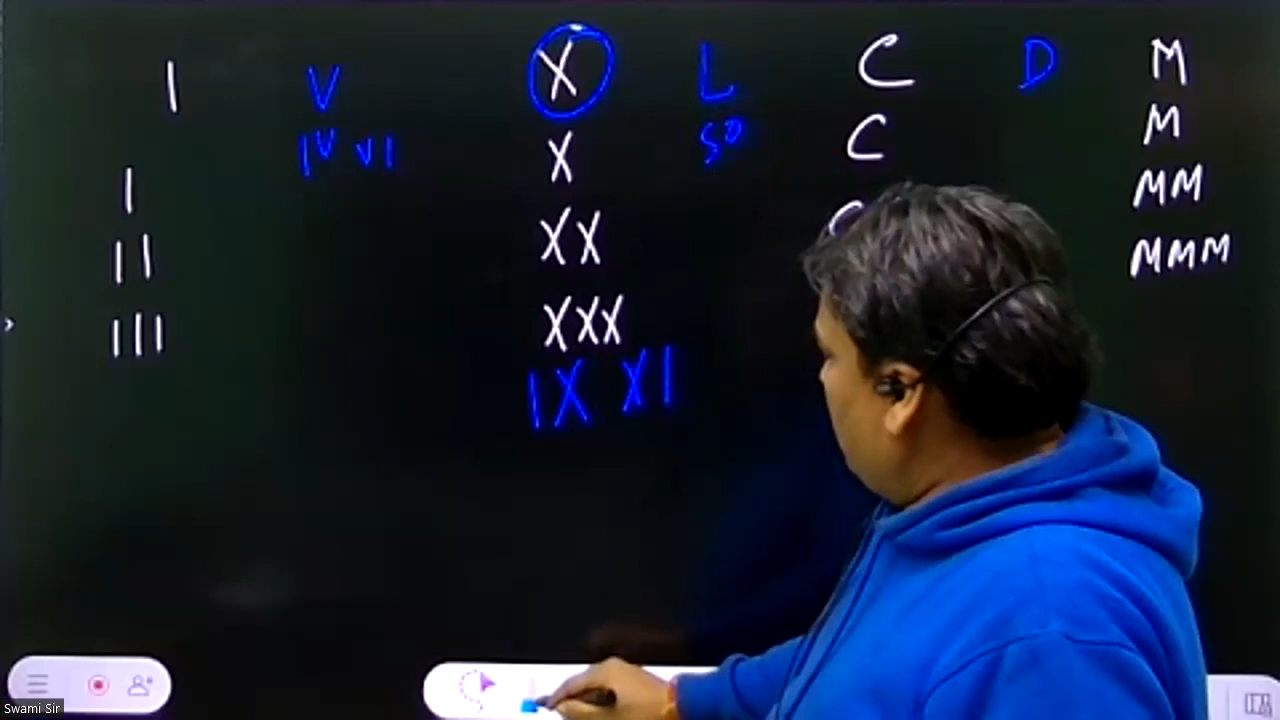 I V X L C D M
IV VI X 50 C M
I XX MM
II XXX MMM
III IX XI
Swami Sir